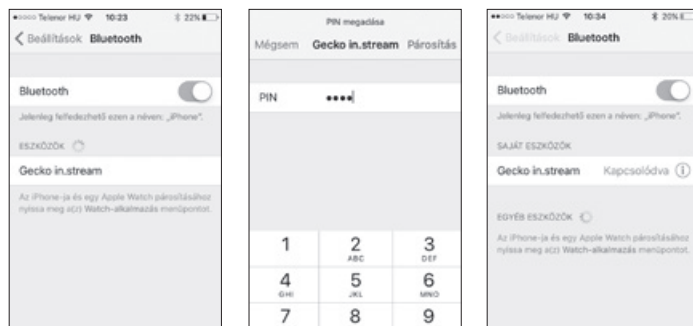 Telenor HU 10:23 22%
Beállítások Bluetooth
Bluetooth
Jelenleg felfedezhető ezen a néven: „iPhone”.
ESZKÖZÖK
Gecko in.stream
Az iPhone-ja és egy Apple Watch párosításához
nyissa meg a(z) Watch-alkalmazás menüpontot.
PIN megadása
Mégsem Gecko in.stream Párosítás
PIN ••••
1 2 3
ABC DEF
4 5 6
GHI JKL MNO
7 8 9
Telenor HU 10:34 20%
Beállítások Bluetooth
Bluetooth
Jelenleg felfedezhető ezen a néven: „iPhone”.
SAJÁT ESZKÖZÖK
Gecko in.stream Kapcsolódva
EGYÉB ESZKÖZÖK
Az iPhone-ja és egy Apple Watch párosításához
nyissa meg a(z) Watch-alkalmazás menüpontot.